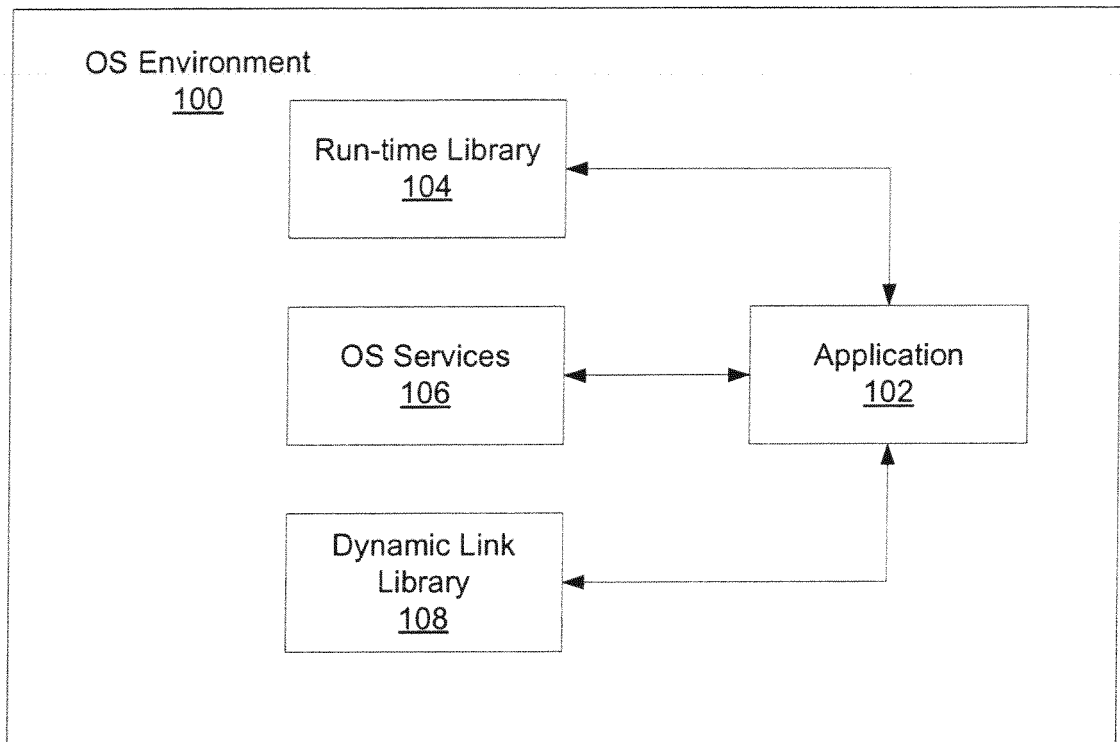 OS Environment
100
Run-time Library
104
OS Services
106
Application
102
Dynamic Link
Library
108